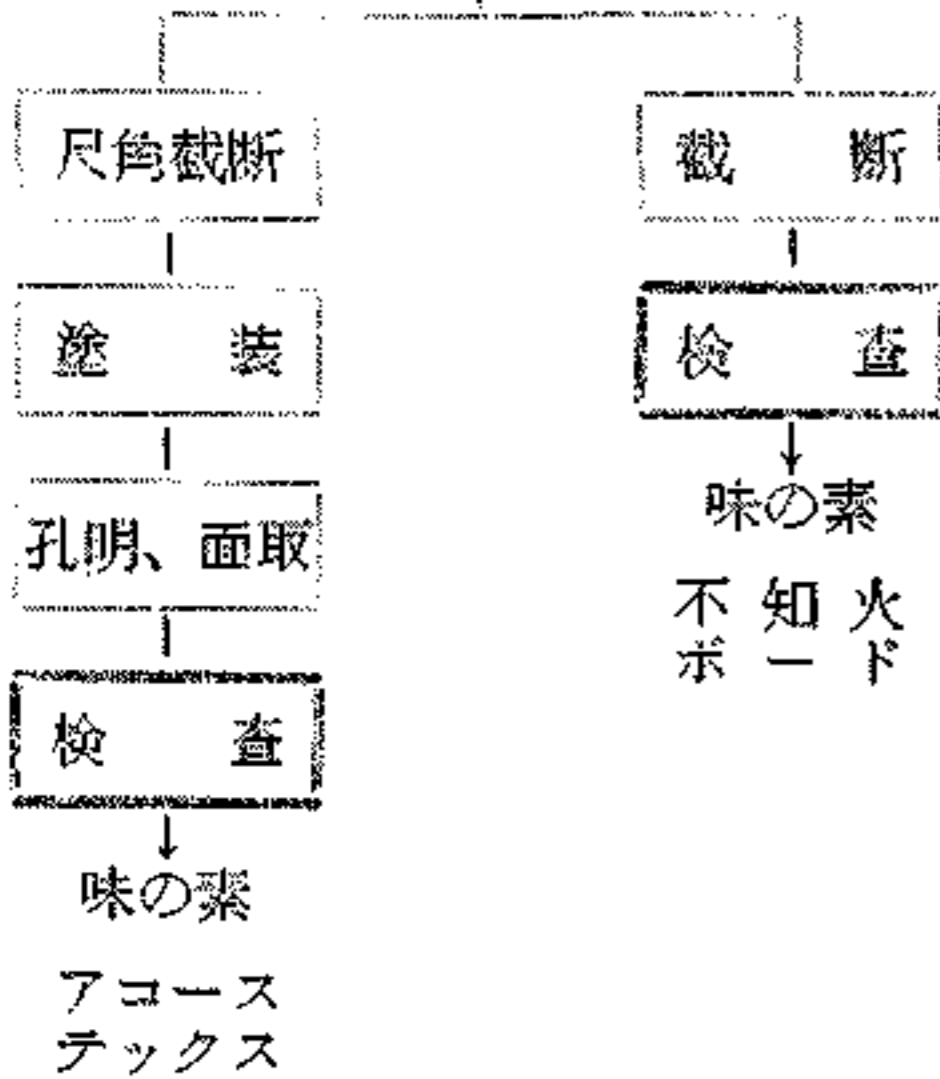 尺角截断
塗装
孔明、面取
検査
味の素
アコース
テックス
截断
検査
味の素
不知火
ボード